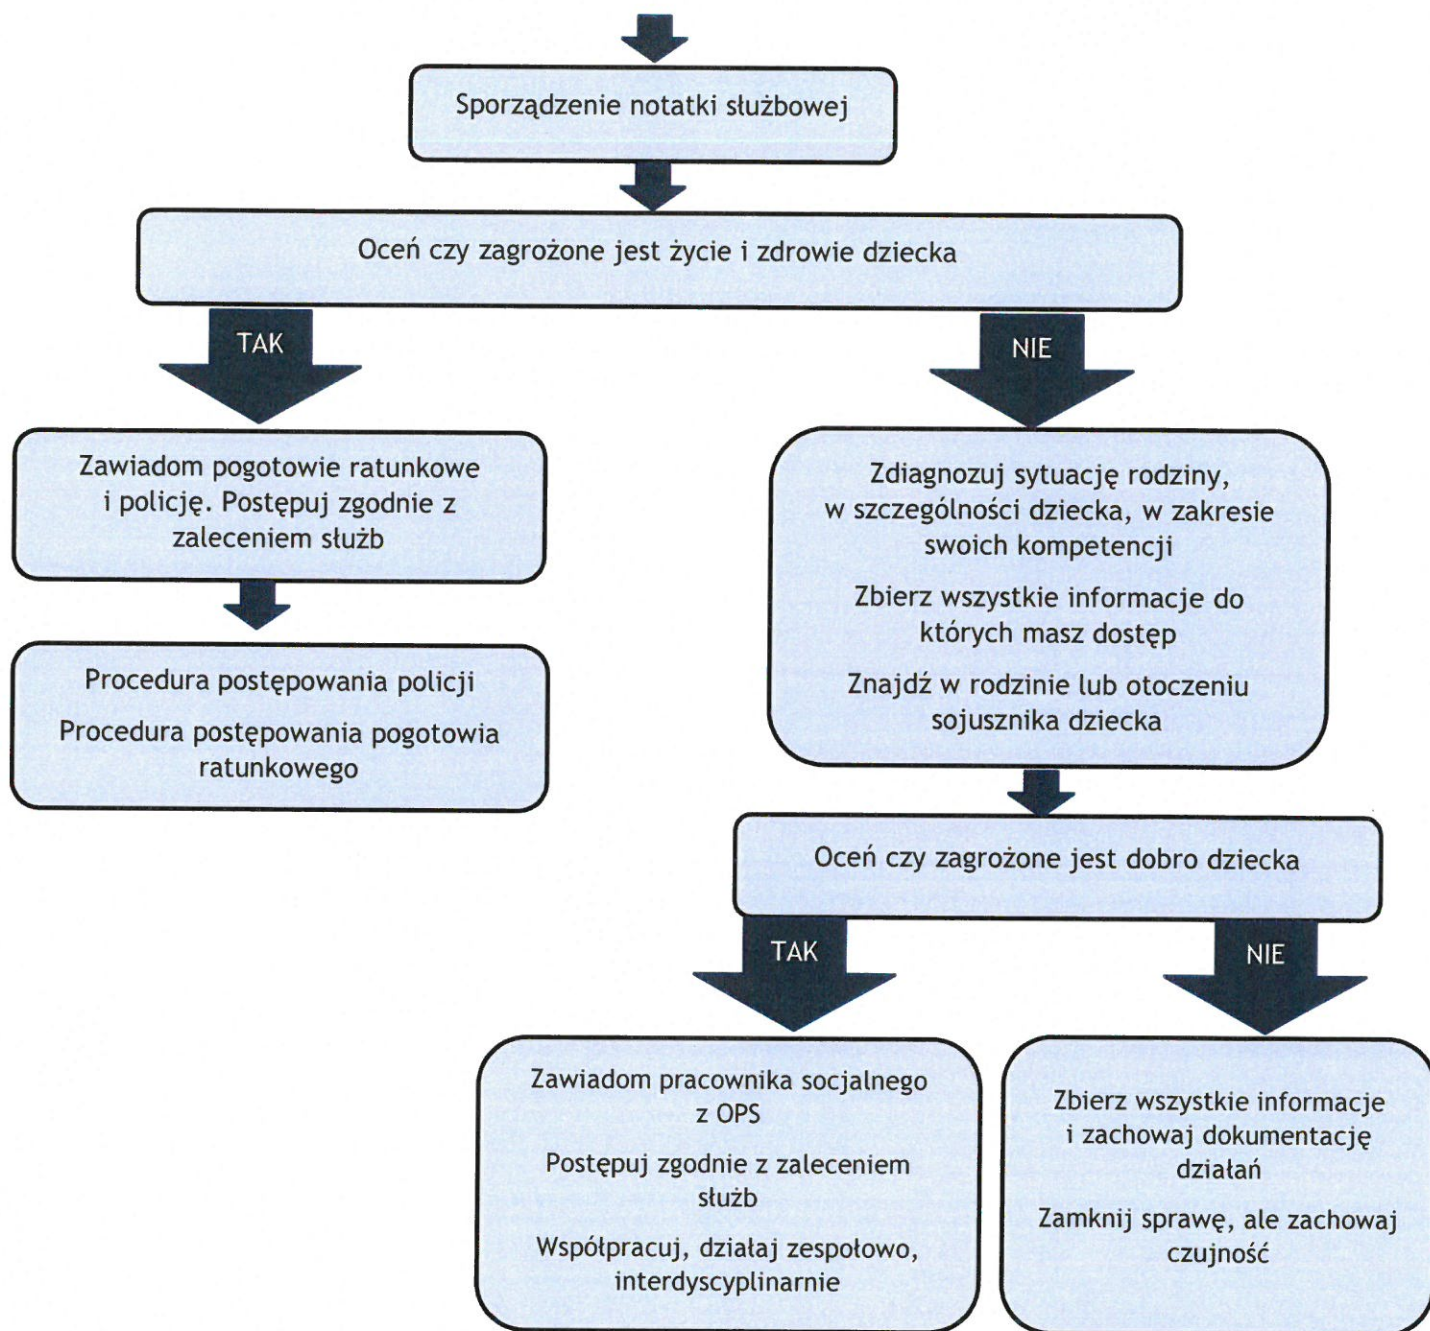 Sporządzenie notatki służbowej
Oceń czy zagrożone jest życie i zdrowie dziecka
TAK
NIE
Zawiadom pogotowie ratunkowe
i policję. Postępuj zgodnie z
zaleceniem służb
Procedura postępowania policji
Procedura postępowania pogotowia
ratunkowego
Zdiagnozuj sytuację rodziny,
w szczególności dziecka, w zakresie
swoich kompetencji
Zbierz wszystkie informacje do
których masz dostęp
Znajdź w rodzinie lub otoczeniu
sojusznika dziecka
Oceń czy zagrożone jest dobro dziecka
TAK
NIE
Zawiadom pracownika socjalnego
z OPS
Postępuj zgodnie z zaleceniem
służb
Współpracuj, działaj zespołowo,
interdyscyplinarnie
Zbierz wszystkie informacje
i zachowaj dokumentację
działań
Zamknij sprawę, ale zachowaj
czujność